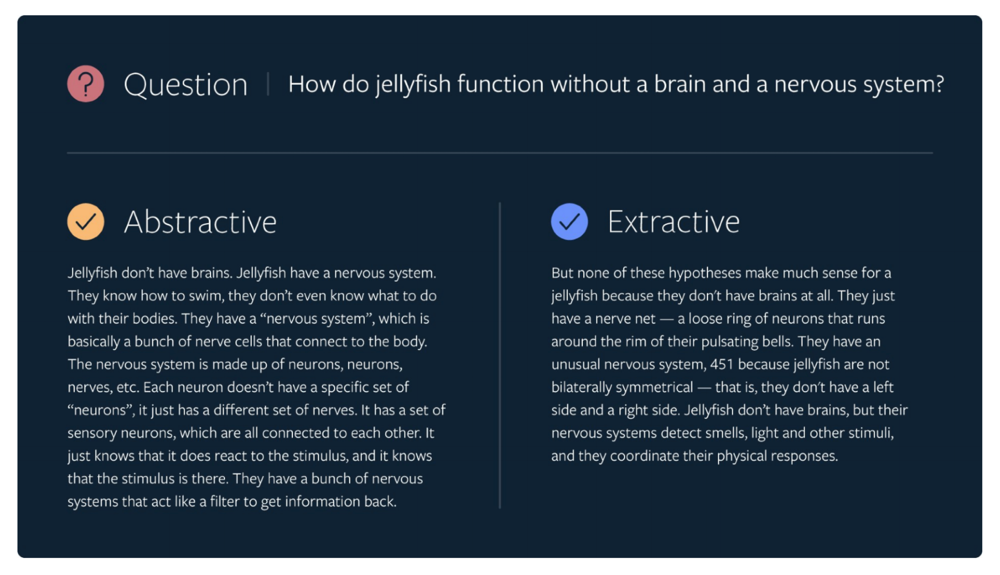 Question
How do jellyfish function without a brain and a nervous system?
Abstractive
Jellyfish don’t have brains. Jellyfish have a nervous system.
They know how to swim, they don’t even know what to do
with their bodies. They have a “nervous system”, which is
basically a bunch of nerve cells that connect to the body.
The nervous system is made up of neurons, neurons,
nerves, etc. Each neuron doesn’t have a specific set of
“neurons”, it just has a different set of nerves. It has a set of
sensory neurons, which are all connected to each other. It
just knows that it does react to the stimulus, and it knows
that the stimulus is there. They have a bunch of nervous
systems that act like a filter to get information back.
Extractive
But none of these hypotheses make much sense for a
jellyfish because they don't have brains at all. They just
have a nerve net — a loose ring of neurons that runs
around the rim of their pulsating bells. They have an
unusual nervous system, 451 because jellyfish are not
bilaterally symmetrical — that is, they don't have a left
side and a right side. Jellyfish don’t have brains, but their
nervous systems detect smells, light and other stimuli,
and they coordinate their physical responses.